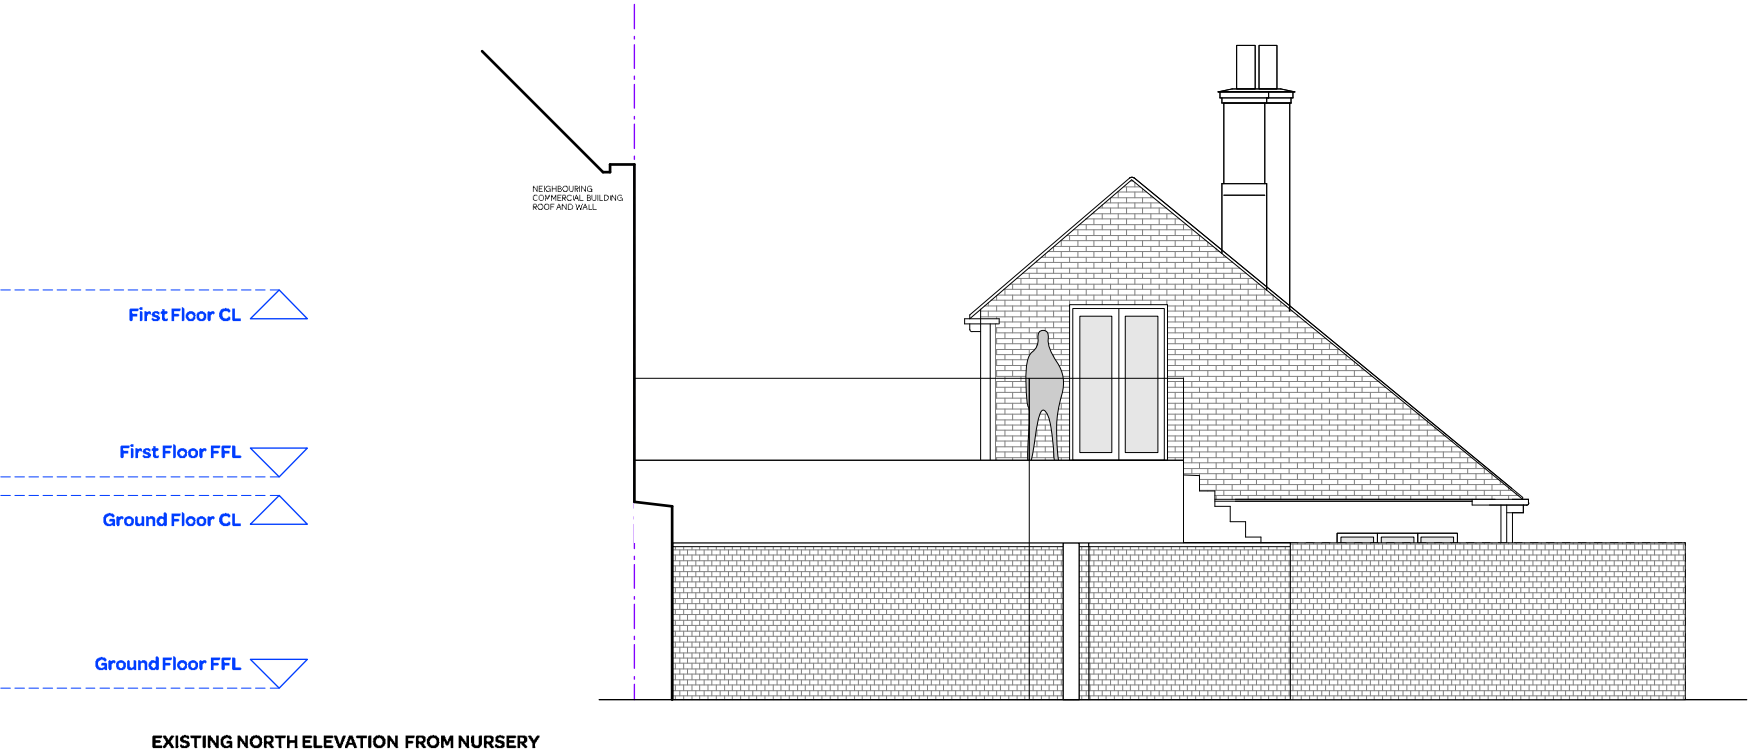 NEIGHBOURING
COMMERCIAL BUILDING
ROOF AND WALL
First Floor CL
First Floor FFL
Ground Floor CL
Ground Floor FFL
EXISTING NORTH ELEVATION FROM NURSERY